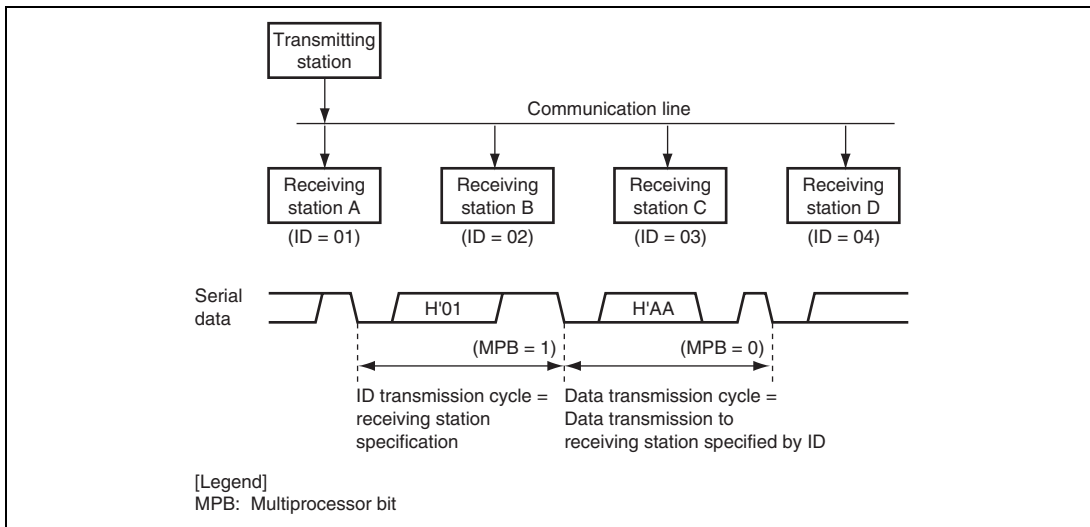 Transmitting
station
Communication line
Receiving
station A
Receiving
station B
Receiving
station C
Receiving
station D
(ID = 01)
(ID = 02)
(ID = 03)
(ID = 04)
Serial
data
H'01
H'AA
(MPB = 1)
(MPB = 0)
ID transmission cycle =
receiving station
specification
Data transmission cycle =
Data transmission to
receiving station specified by ID
[Legend]
MPB: Multiprocessor bit